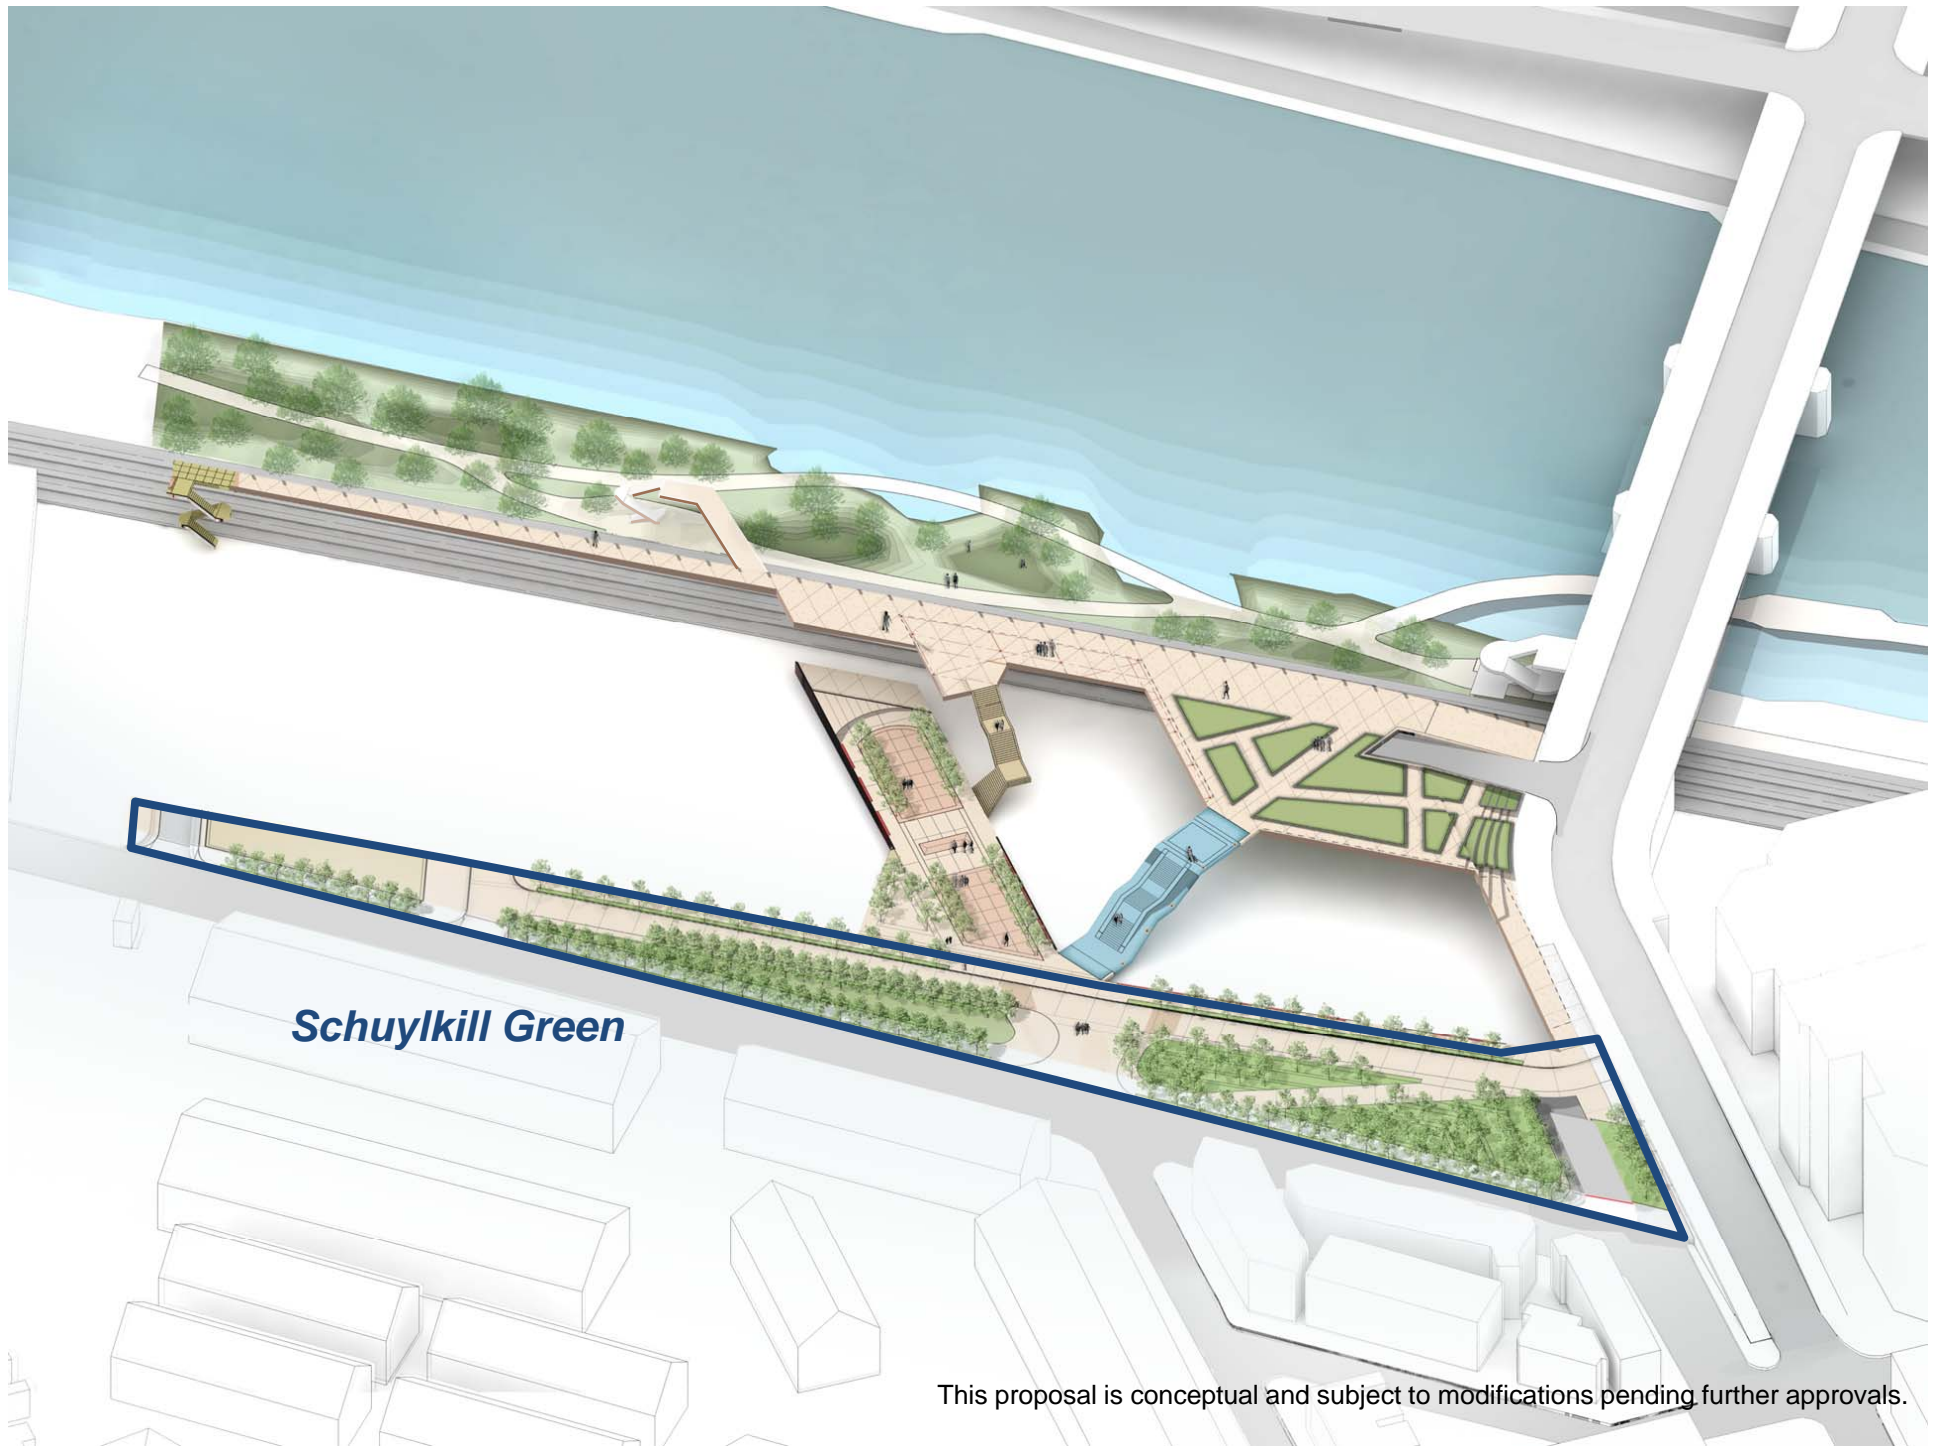 Schuylkill Green
This proposal is conceptual and subject to modifications pending further approvals.